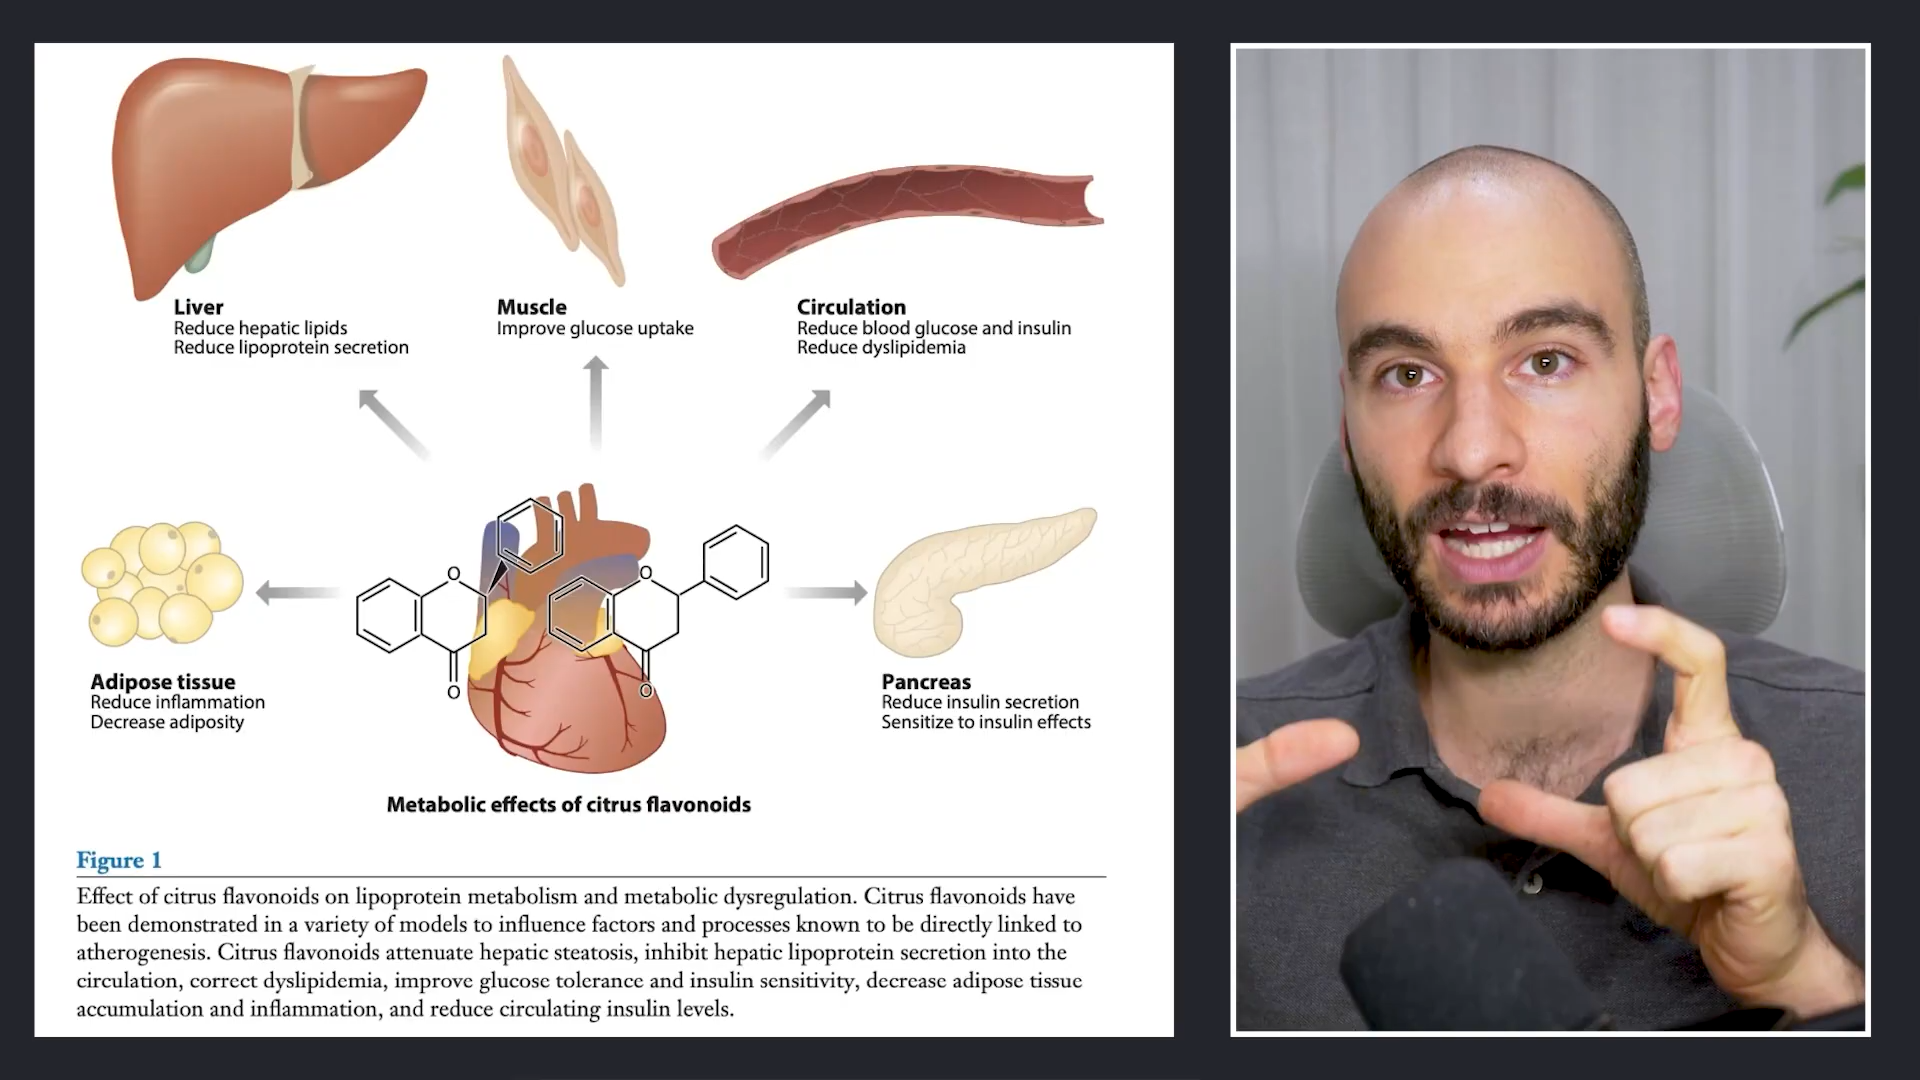 Liver
Reduce hepatic lipids
Reduce lipoprotein secretion
Muscle
Improve glucose uptake
Circulation
Reduce blood glucose and insulin
Reduce dyslipidemia
O
O
O
O
Adipose tissue
Reduce inflammation
Decrease adiposity
Pancreas
Reduce insulin secretion
Sensitize to insulin effects
Metabolic effects of citrus flavonoids
Figure 1
Effect of citrus flavonoids on lipoprotein metabolism and metabolic dysregulation. Citrus flavonoids have
been demonstrated in a variety of models to influence factors and processes known to be directly linked to
atherogenesis. Citrus flavonoids attenuate hepatic steatosis, inhibit hepatic lipoprotein secretion into the
circulation, correct dyslipidemia, improve glucose tolerance and insulin sensitivity, decrease adipose tissue
accumulation and inflammation, and reduce circulating insulin levels.